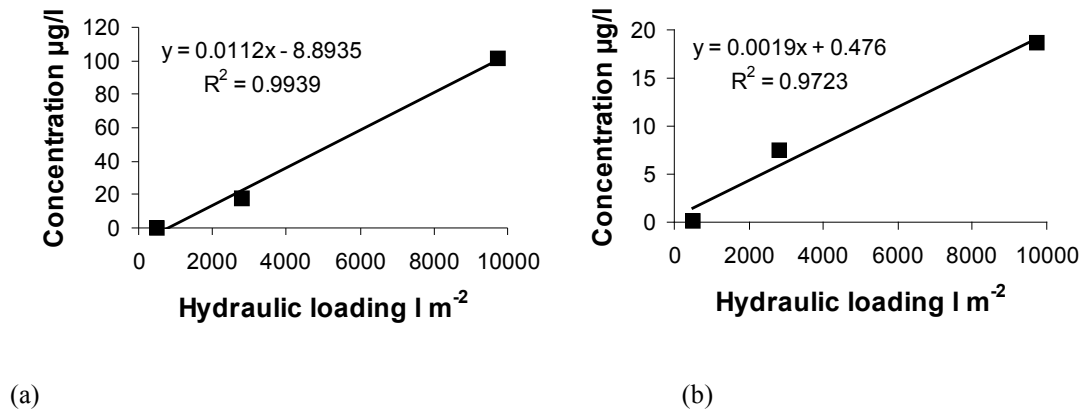 Concentration µg/l
120
100
80
60
40
20
0
y = 0.0112x - 8.8935
R² = 0.9939
0 2000 4000 6000 8000 10000
Hydraulic loading l m⁻²
(a)
Concentration µg/l
20
15
10
5
0
y = 0.0019x + 0.476
R² = 0.9723
0 2000 4000 6000 8000 10000
Hydraulic loading l m⁻²
(b)